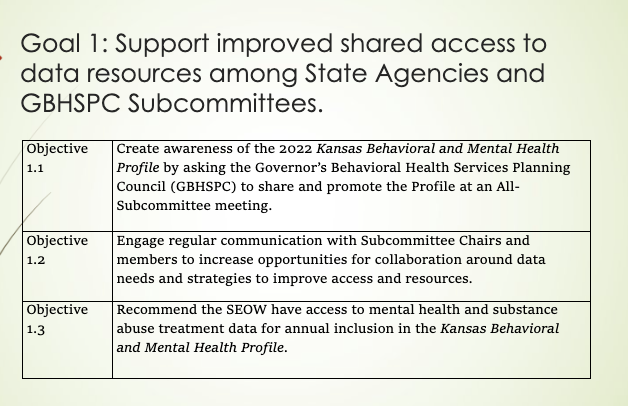 Goal 1: Support improved shared access to
data resources among State Agencies and
GBHSPC Subcommittees.
Objective
1.1
Create awareness of the 2022 Kansas Behavioral and Mental Health
Profile by asking the Governor's Behavioral Health Services Planning
Council (GBHSPC) to share and promote the Profile at an All-
Subcommittee meeting.
Objective
1.2
Engage regular communication with Subcommittee Chairs and
members to increase opportunities for collaboration around data
needs and strategies to improve access and resources.
Objective
1.3
Recommend the SEOW have access to mental health and substance
abuse treatment data for annual inclusion in the Kansas Behavioral
and Mental Health Profile.